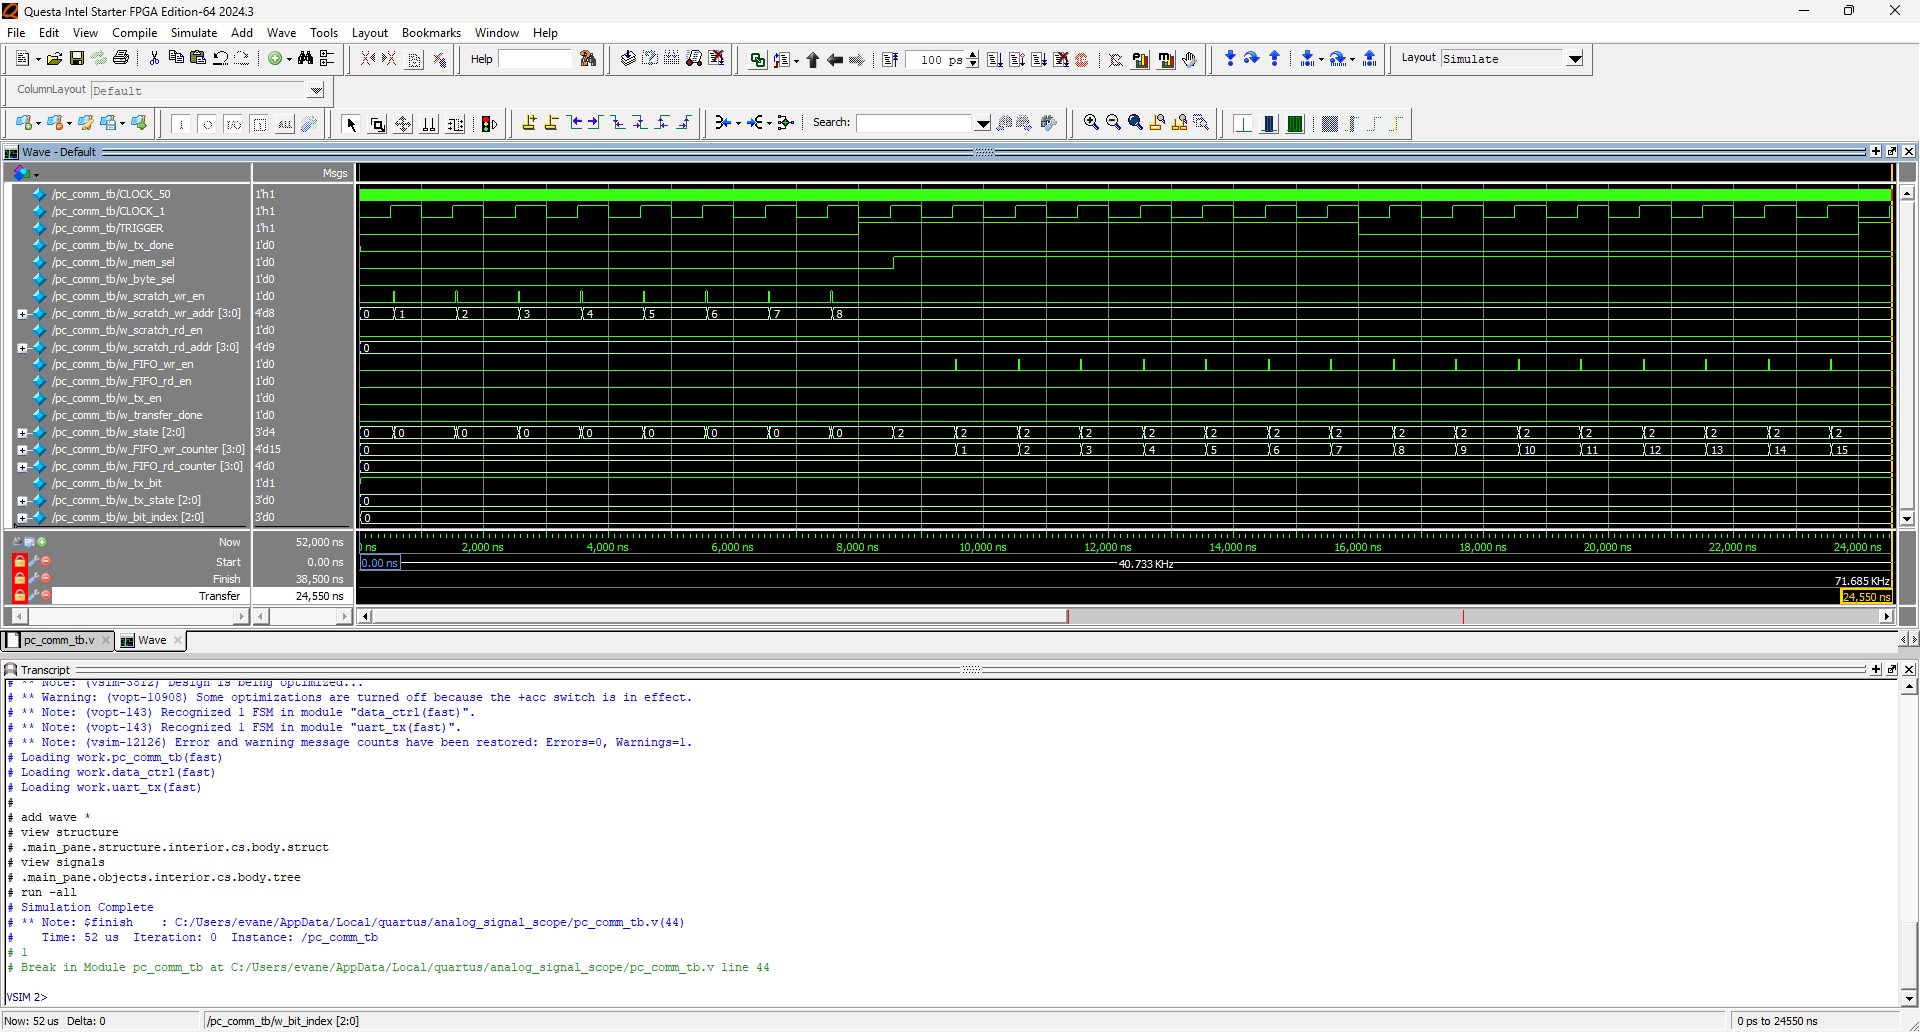 Questa Intel Starter FPGA Edition-64 2024.3
File Edit View Compile Simulate Add Wave Tools Layout Bookmarks Window Help
Help 100 ps Layout Simulate
ColumnLayout Default
Search:
Wave - Default
Msgs
/pc_comm_tb/CLOCK_50 1'h1
/pc_comm_tb/CLOCK_1 1'h1
/pc_comm_tb/TRIGGER 1'h1
/pc_comm_tb/w_tx_done 1'd0
/pc_comm_tb/w_mem_sel 1'd0
/pc_comm_tb/w_byte_sel 1'd0
/pc_comm_tb/w_scratch_wr_en 1'd0
/pc_comm_tb/w_scratch_wr_addr [3:0] 4'd8 0 1 2 3 4 5 6 7 8
/pc_comm_tb/w_scratch_rd_en 1'd0
/pc_comm_tb/w_scratch_rd_addr [3:0] 4'd9 0
/pc_comm_tb/w_FIFO_wr_en 1'd0
/pc_comm_tb/w_FIFO_rd_en 1'd0
/pc_comm_tb/w_tx_en 1'd0
/pc_comm_tb/w_transfer_done 1'd0
/pc_comm_tb/w_state [2:0] 3'd4 0 0 0 0 0 0 0 0 0 2 2 2 2 2 2 2 2 2 2 2 2 2 2 2 2
/pc_comm_tb/w_FIFO_wr_counter [3:0] 4'd15 0 1 2 3 4 5 6 7 8 9 10 11 12 13 14 15
/pc_comm_tb/w_FIFO_rd_counter [3:0] 4'd0 0
/pc_comm_tb/w_tx_bit 1'd1
/pc_comm_tb/w_tx_state [2:0] 3'd0 0
/pc_comm_tb/w_bit_index [2:0] 3'd0 0
Now 52,000 ns ns 2,000 ns 4,000 ns 6,000 ns 8,000 ns 10,000 ns 12,000 ns 14,000 ns 16,000 ns 18,000 ns 20,000 ns 22,000 ns 24,000 ns
Start 0.00 ns 0.00 ns 40.733 KHz
Finish 38,500 ns 71.685 KHz
Transfer 24,550 ns 24,550 ns
pc_comm_tb.v Wave
Transcript
# ** Note: (vsim-3812) Design is being optimized...
# ** Warning: (vopt-10908) Some optimizations are turned off because the +acc switch is in effect.
# ** Note: (vopt-143) Recognized 1 FSM in module "data_ctrl(fast)".
# ** Note: (vopt-143) Recognized 1 FSM in module "uart_tx(fast)".
# ** Note: (vsim-12126) Error and warning message counts have been restored: Errors=0, Warnings=1.
# Loading work.pc_comm_tb(fast)
# Loading work.data_ctrl(fast)
# Loading work.uart_tx(fast)
#
# add wave *
# view structure
# .main_pane.structure.interior.cs.body.struct
# view signals
# .main_pane.objects.interior.cs.body.tree
# run -all
# Simulation Complete
# ** Note: $finish : C:/Users/evane/AppData/Local/quartus/analog_signal_scope/pc_comm_tb.v(44)
# Time: 52 us Iteration: 0 Instance: /pc_comm_tb
# 1
# Break in Module pc_comm_tb at C:/Users/evane/AppData/Local/quartus/analog_signal_scope/pc_comm_tb.v line 44
VSIM 2>
Now: 52 us Delta: 0 /pc_comm_tb/w_bit_index [2:0] 0 ps to 24550 ns